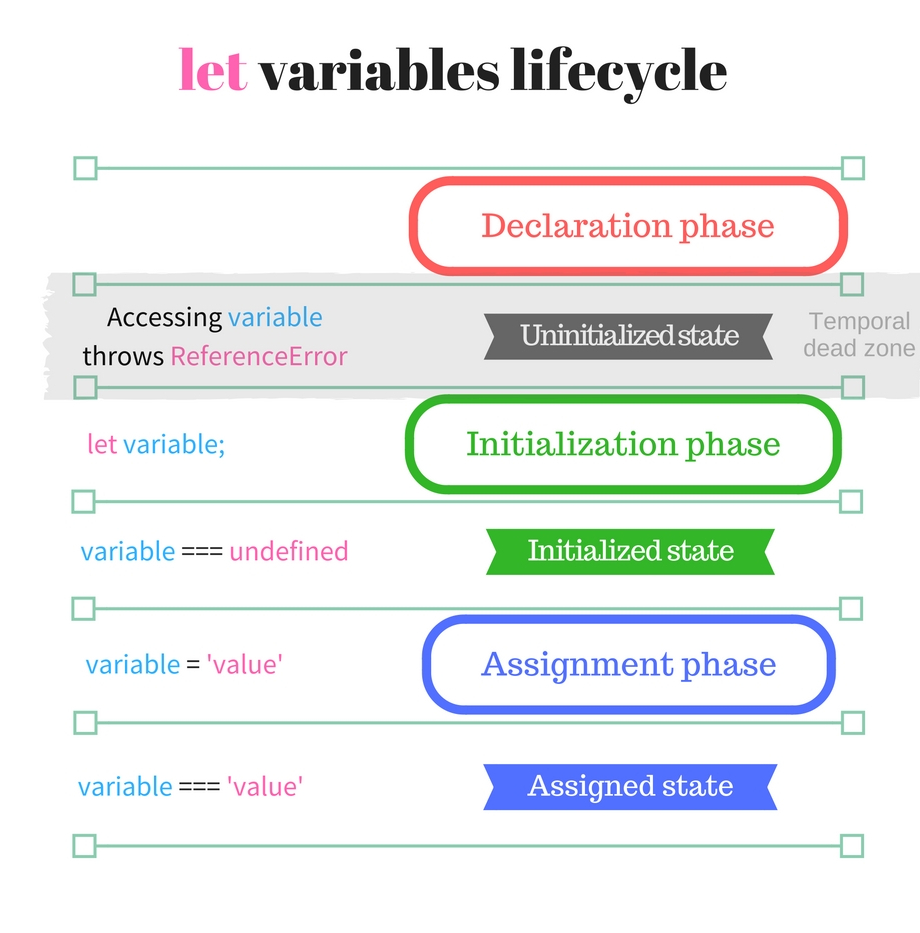 let variables lifecycle
Declaration phase
Accessing variable
throws ReferenceError
Uninitialized state
Temporal
dead zone
let variable;
Initialization phase
variable === undefined
Initialized state
variable = 'value'
Assignment phase
variable === 'value'
Assigned state